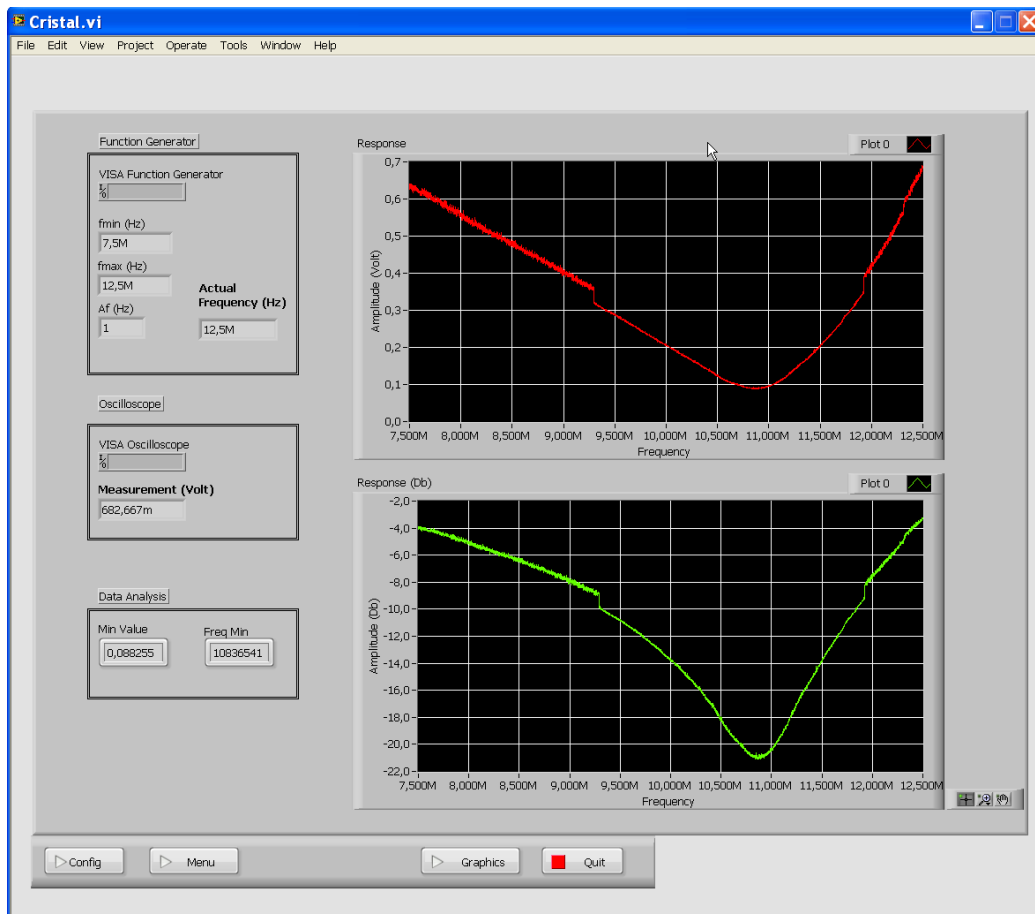 Cristal.vi
File Edit View Project Operate Tools Window Help
Function Generator
VISA Function Generator
fmin (Hz)
7,5M
fmax (Hz)
12,5M
Af (Hz)
1
Actual
Frequency (Hz)
12,5M
Oscilloscope
VISA Oscilloscope
Measurement (Volt)
682,667m
Data Analysis
Min Value
0,088255
Freq Min
10836541
Response
Plot 0
Amplitude (Volt)
0,7
0,6
0,5
0,4
0,3
0,2
0,1
0,0
7,500M 8,000M 8,500M 9,000M 9,500M 10,000M 10,500M 11,000M 11,500M 12,000M 12,500M
Frequency
Response (Db)
Plot 0
Amplitude (Db)
-2,0
-4,0
-6,0
-8,0
-10,0
-12,0
-14,0
-16,0
-18,0
-20,0
-22,0
7,500M 8,000M 8,500M 9,000M 9,500M 10,000M 10,500M 11,000M 11,500M 12,000M 12,500M
Frequency
Config Menu Graphics Quit